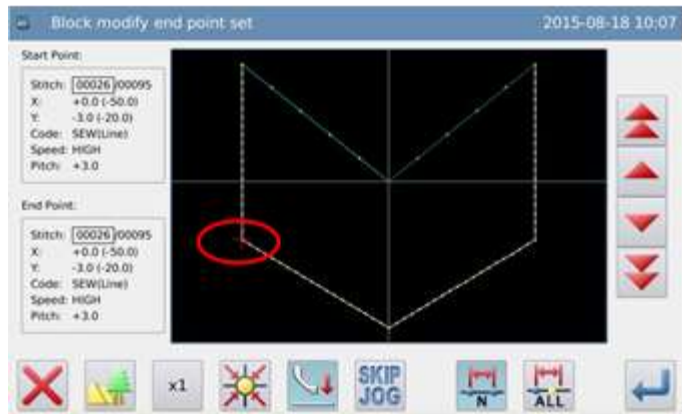 Block modify end point set 2015-08-18 10:07
Start Point:
Stitch: 00026/00095
X: +0.0 (-50.0)
Y: -3.0 (-20.0)
Code: SEW(Line)
Speed: HIGH
Pitch: +3.0
End Point:
Stitch: 00026/00095
X: +0.0 (-50.0)
Y: -3.0 (-20.0)
Code: SEW(Line)
Speed: HIGH
Pitch: +3.0
x1
SKIP
JOG
N
ALL